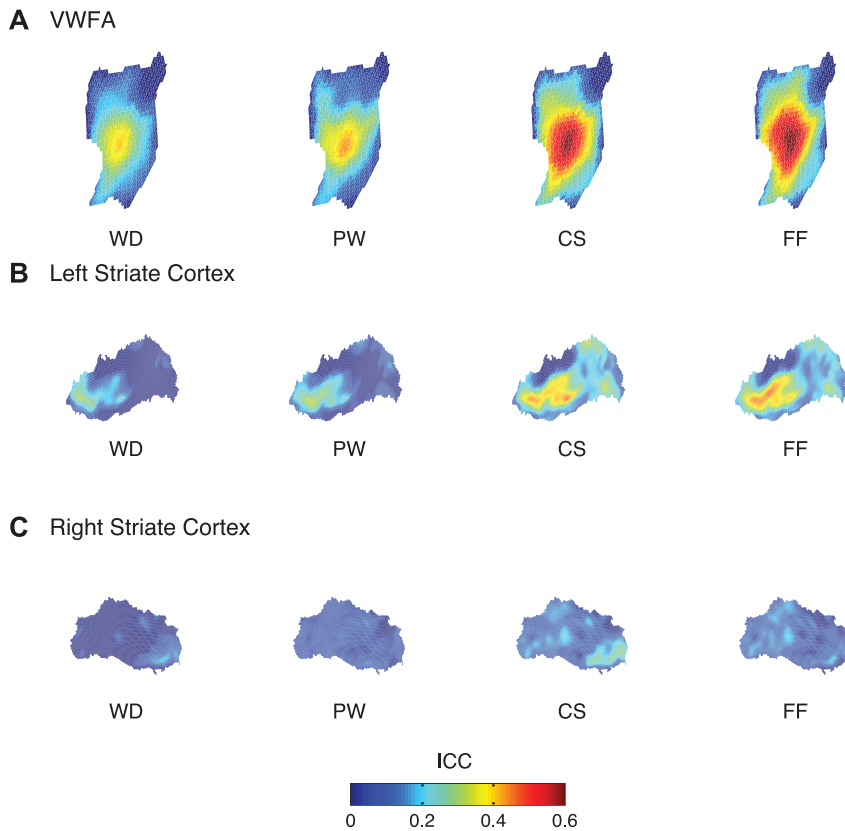 A VWFA
WD PW CS FF
B Left Striate Cortex
WD PW CS FF
C Right Striate Cortex
WD PW CS FF
ICC
0 0.2 0.4 0.6